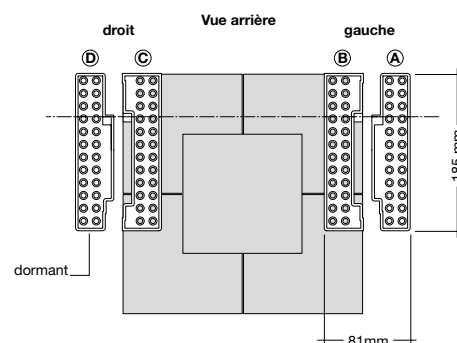 Vue arrière
droit
gauche
D
C
B
A
185 mm
dormant
81mm